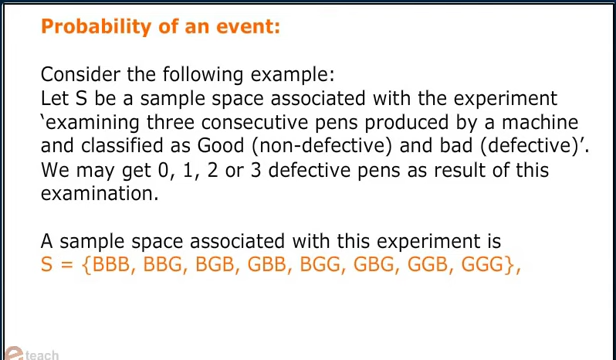 Probability of an event:
Consider the following example:
Let S be a sample space associated with the experiment
‘examining three consecutive pens produced by a machine
and classified as Good (non-defective) and bad (defective)’.
We may get 0, 1, 2 or 3 defective pens as result of this
examination.
A sample space associated with this experiment is
S = {BBB, BBG, BGB, GBB, BGG, GBG, GGB, GGG},
e teach